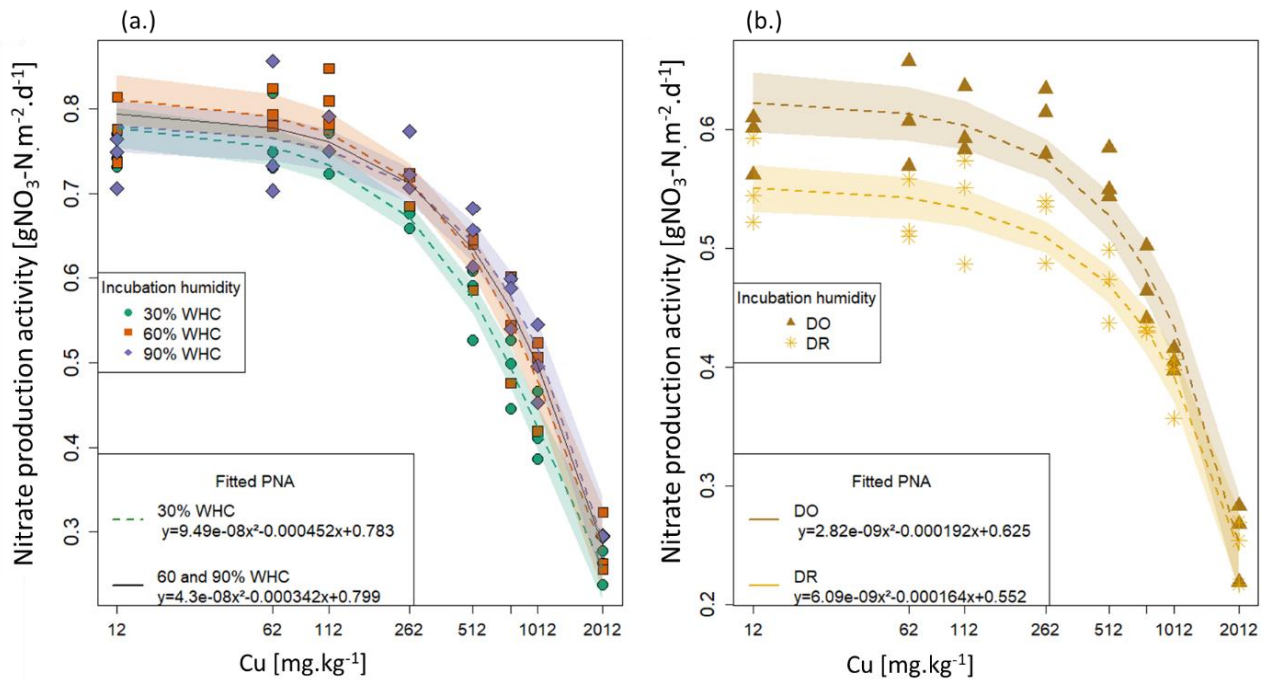 (a.)
Nitrate production activity [gNO₃-N.m⁻².d⁻¹]
0.8
0.7
0.6
0.5
0.4
0.3
Incubation humidity
30% WHC
60% WHC
90% WHC
Fitted PNA
30% WHC
y=9.49e-08x²-0.000452x+0.783
60 and 90% WHC
y=4.3e-08x²-0.000342x+0.799
12 62 112 262 512 1012 2012
Cu [mg.kg⁻¹]
(b.)
Nitrate production activity [gNO₃-N.m⁻².d⁻¹]
0.6
0.5
0.4
0.3
0.2
Incubation humidity
DO
DR
Fitted PNA
DO
y=2.82e-09x²-0.000192x+0.625
DR
y=6.09e-09x²-0.000164x+0.552
12 62 112 262 512 1012 2012
Cu [mg.kg⁻¹]